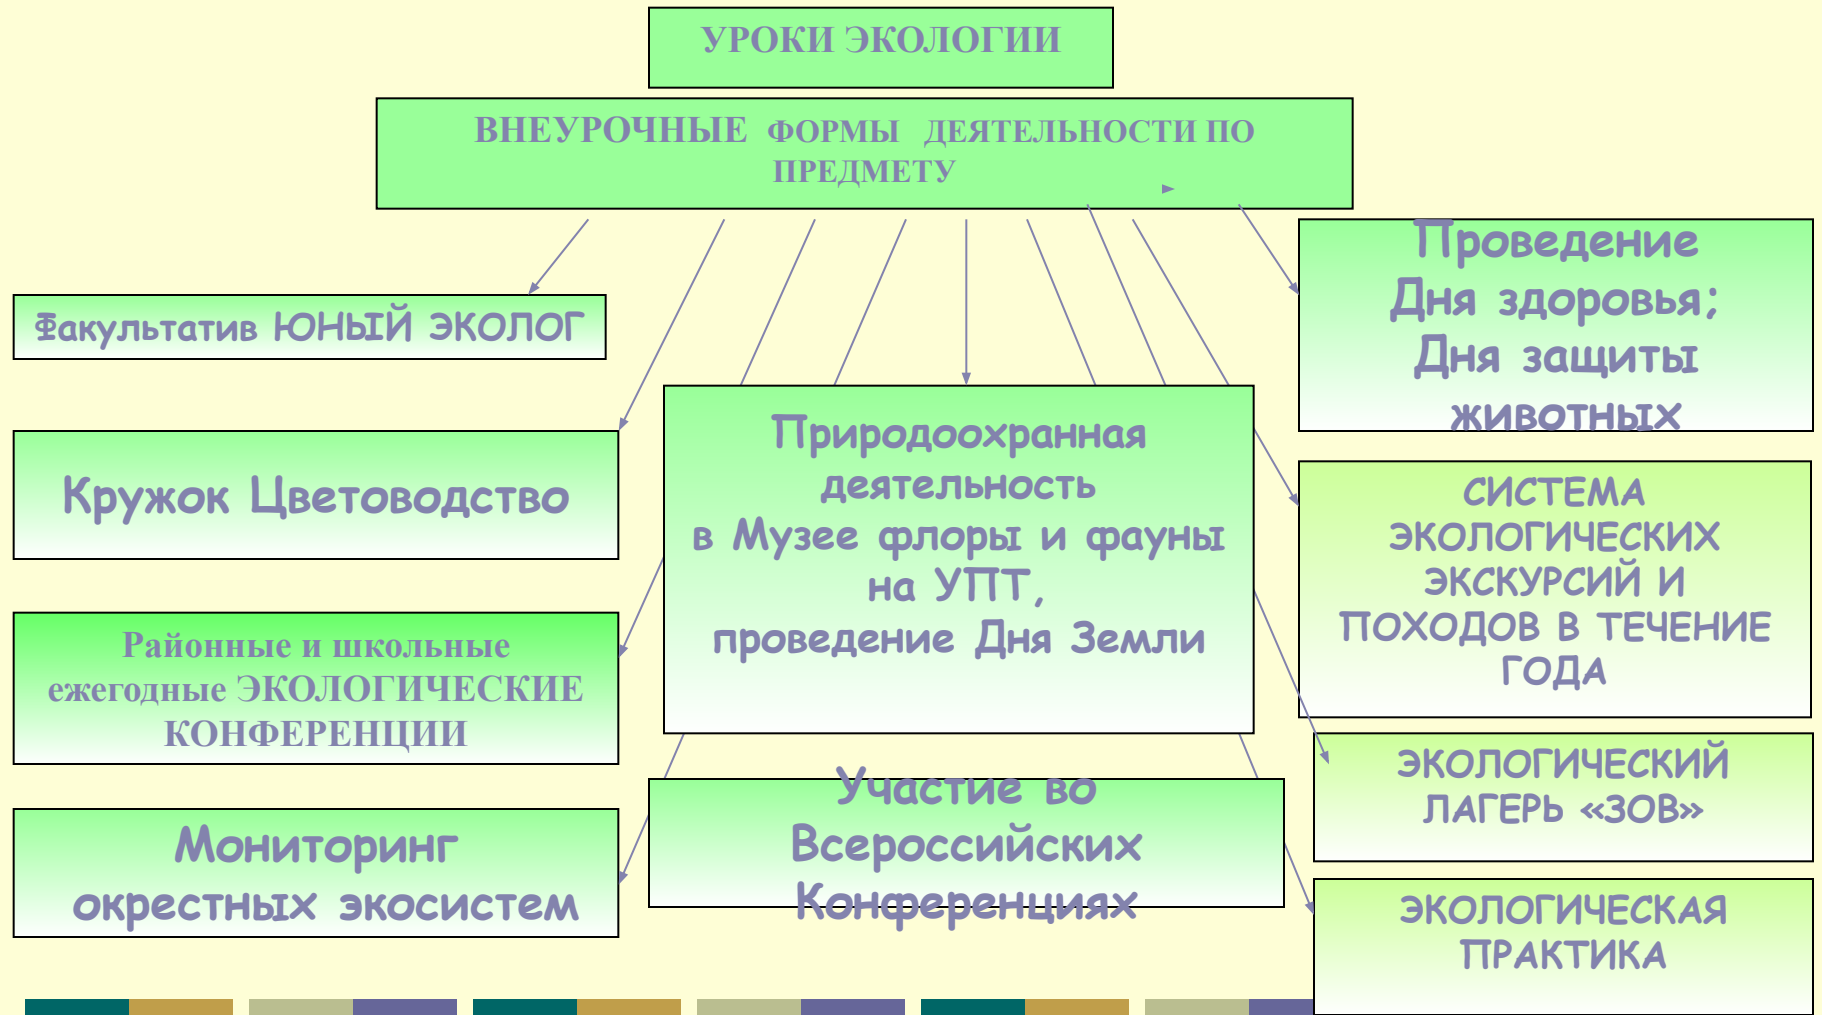 УРОКИ ЭКОЛОГИИ
ВНЕУРОЧНЫЕ ФОРМЫ ДЕЯТЕЛЬНОСТИ ПО
ПРЕДМЕТУ
Факультатив ЮНЫЙ ЭКОЛОГ
Кружок Цветоводство
Районные и школьные
ежегодные ЭКОЛОГИЧЕСКИЕ
КОНФЕРЕНЦИИ
Мониторинг
окрестных экосистем
Природоохранная
деятельность
в Музее флоры и фауны
на УПТ,
проведение Дня Земли
Участие во
Всероссийских
Конференциях
Проведение
Дня здоровья;
Дня защиты
животных
СИСТЕМА
ЭКОЛОГИЧЕСКИХ
ЭКСКУРСИЙ И
ПОХОДОВ В ТЕЧЕНИЕ
ГОДА
ЭКОЛОГИЧЕСКИЙ
ЛАГЕРЬ «ЗОВ»
ЭКОЛОГИЧЕСКАЯ
ПРАКТИКА